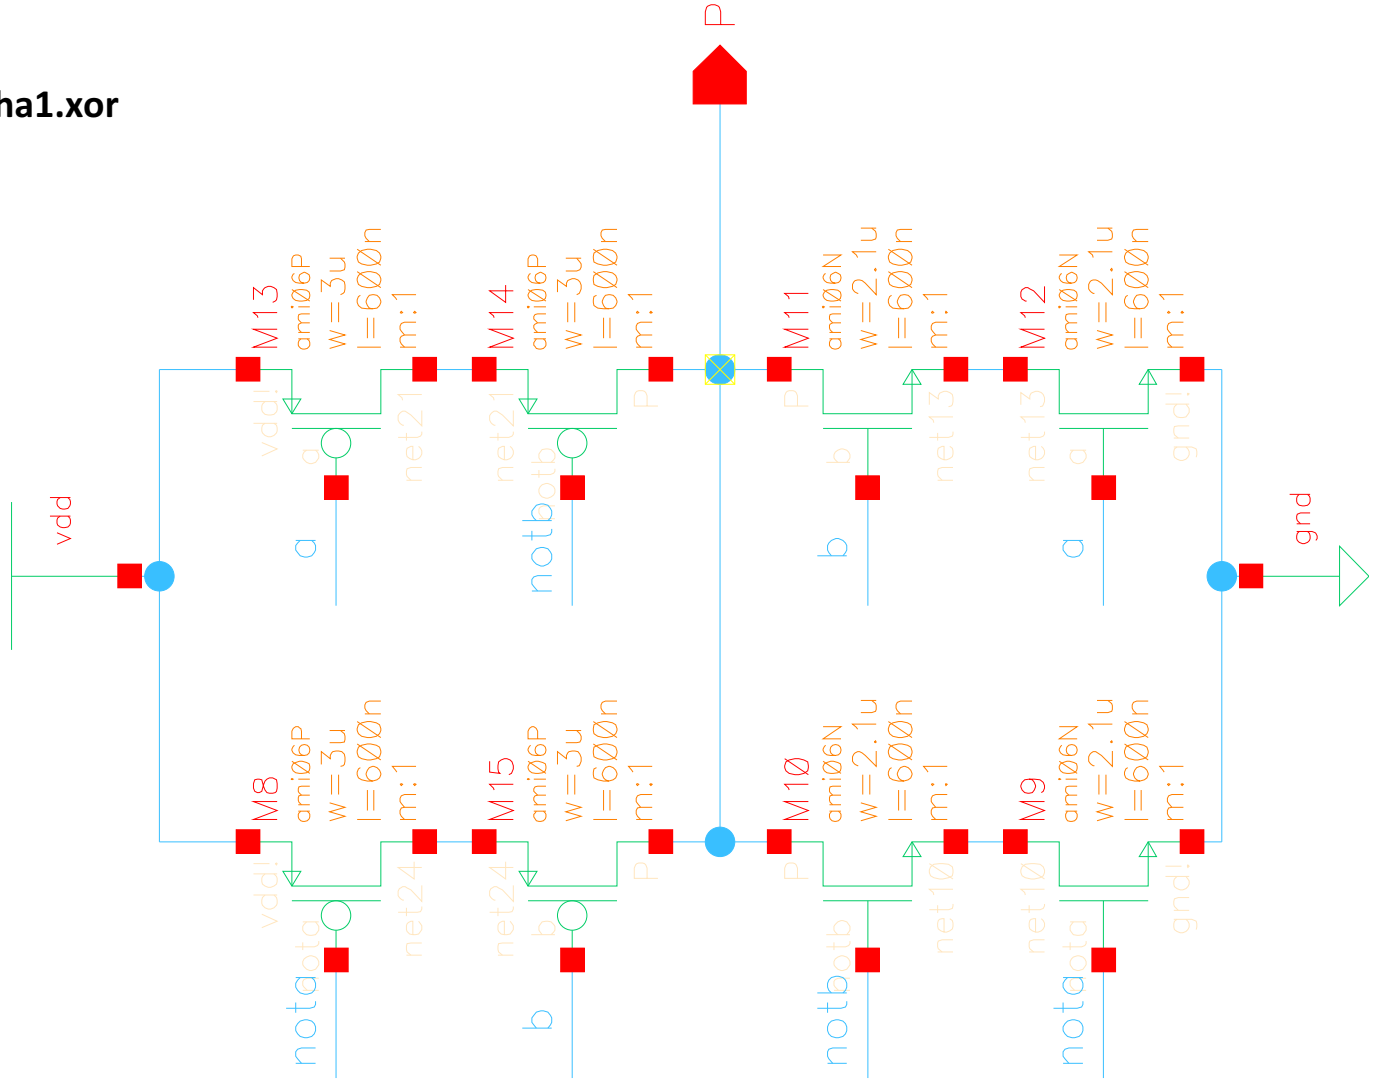 ha1.xor
P
M13
ami06P
w=3u
l=600n
m:1
vdd!
a
net21
a
M14
ami06P
w=3u
l=600n
m:1
net21
notb
P
notb
M11
ami06N
w=2.1u
l=600n
m:1
P
b
net13
b
M12
ami06N
w=2.1u
l=600n
m:1
net13
a
gnd!
a
vdd
gnd
M8
ami06P
w=3u
l=600n
m:1
vdd!
nota
net24
nota
M15
ami06P
w=3u
l=600n
m:1
net24
b
P
b
M10
ami06N
w=2.1u
l=600n
m:1
P
notb
net10
notb
M9
ami06N
w=2.1u
l=600n
m:1
net10
nota
gnd!
nota